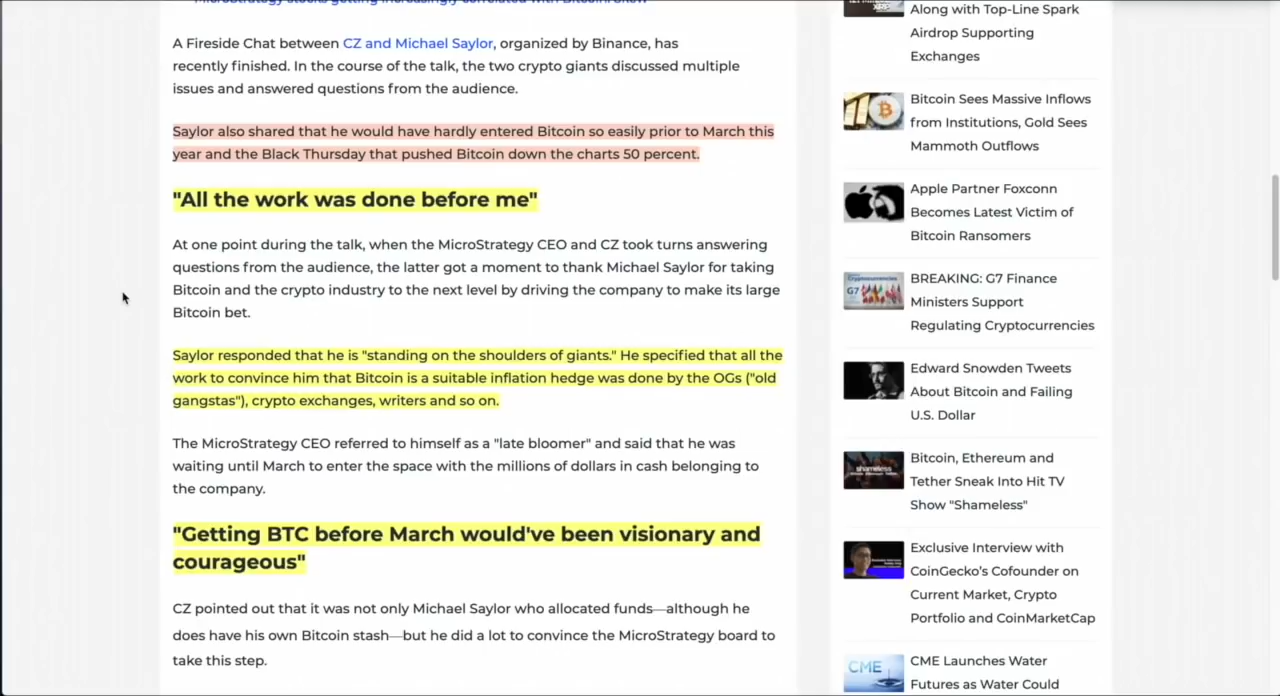 MicroStrategy stocks getting increasingly correlated with Bitcoin: Skew
A Fireside Chat between CZ and Michael Saylor, organized by Binance, has
recently finished. In the course of the talk, the two crypto giants discussed multiple
issues and answered questions from the audience.
Saylor also shared that he would have hardly entered Bitcoin so easily prior to March this
year and the Black Thursday that pushed Bitcoin down the charts 50 percent.
"All the work was done before me"
At one point during the talk, when the MicroStrategy CEO and CZ took turns answering
questions from the audience, the latter got a moment to thank Michael Saylor for taking
Bitcoin and the crypto industry to the next level by driving the company to make its large
Bitcoin bet.
Saylor responded that he is "standing on the shoulders of giants." He specified that all the
work to convince him that Bitcoin is a suitable inflation hedge was done by the OGs ("old
gangstas"), crypto exchanges, writers and so on.
The MicroStrategy CEO referred to himself as a "late bloomer" and said that he was
waiting until March to enter the space with the millions of dollars in cash belonging to
the company.
"Getting BTC before March would've been visionary and
courageous"
CZ pointed out that it was not only Michael Saylor who allocated funds—although he
does have his own Bitcoin stash—but he did a lot to convince the MicroStrategy board to
take this step.
XRP
Along with Top-Line Spark
Airdrop Supporting
Exchanges
Bitcoin Sees Massive Inflows
from Institutions, Gold Sees
Mammoth Outflows
Apple Partner Foxconn
Becomes Latest Victim of
Bitcoin Ransomers
Cryptocurrencies
G7
BREAKING: G7 Finance
Ministers Support
Regulating Cryptocurrencies
Edward Snowden Tweets
About Bitcoin and Failing
U.S. Dollar
shameless
Bitcoin, Ethereum and
Tether Sneak Into Hit TV
Show "Shameless"
Exclusive Interview with
CoinGecko's Cofounder on
Current Market, Crypto
Portfolio and CoinMarketCap
CME
CME Launches Water
Futures as Water Could